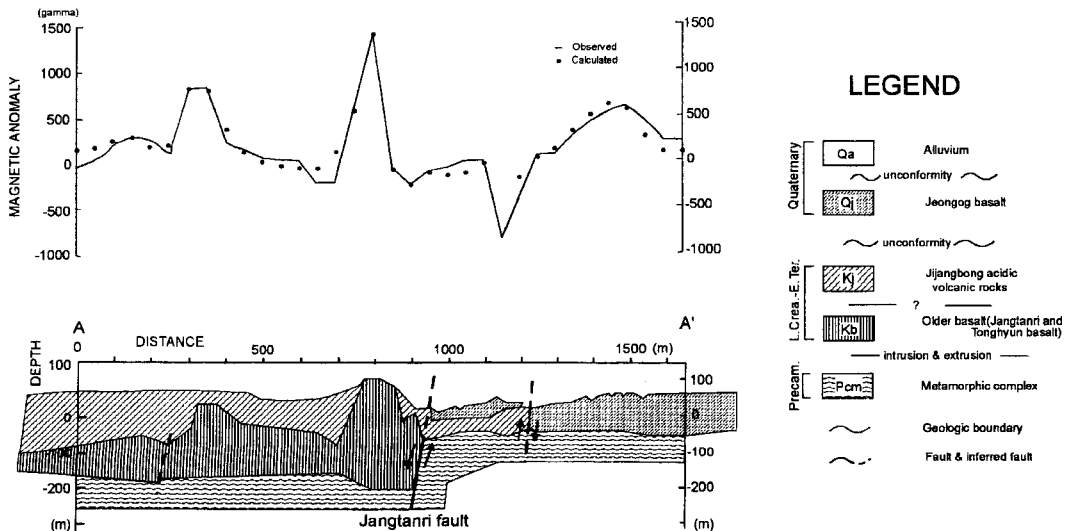 (gamma)
1500
1000
500
0
-500
-1000
MAGNETIC ANOMALY
1500
1000
500
0
-500
-1000
— Observed
• Calculated
A
A'
0
DISTANCE
500
1000
1500 (m)
DEPTH
100
0
-100
-200
(m)
100
0
-100
-200
(m)
Jangtanri fault
LEGEND
Quaternary
Qa
Alluvium
unconformity
Qj
Jeongog basalt
unconformity
L.Crea.-E.Ter.
Kj
Jijangbong acidic
volcanic rocks
?
Kb
Older basalt(Jangtanri and
Tonghyun basalt)
intrusion & extrusion
Precam.
Pcm
Metamorphic complex
Geologic boundary
Fault & inferred fault